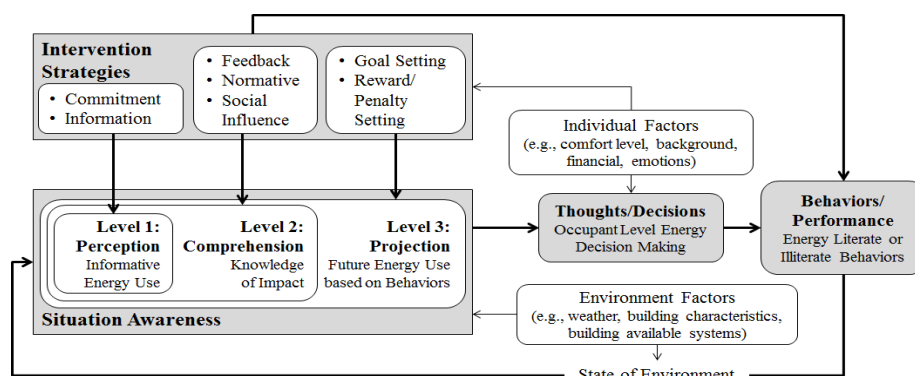 Intervention
Strategies
• Commitment
• Information
• Feedback
• Normative
• Social
Influence
• Goal Setting
• Reward/
Penalty
Setting
Individual Factors
(e.g., comfort level, background,
financial, emotions)
Level 1:
Perception
Informative
Energy Use
Level 2:
Comprehension
Knowledge
of Impact
Level 3:
Projection
Future Energy Use
based on Behaviors
Situation Awareness
Thoughts/Decisions
Occupant Level Energy
Decision Making
Behaviors/
Performance
Energy Literate or
Illiterate Behaviors
Environment Factors
(e.g., weather, building characteristics,
building available systems)
State of Environment